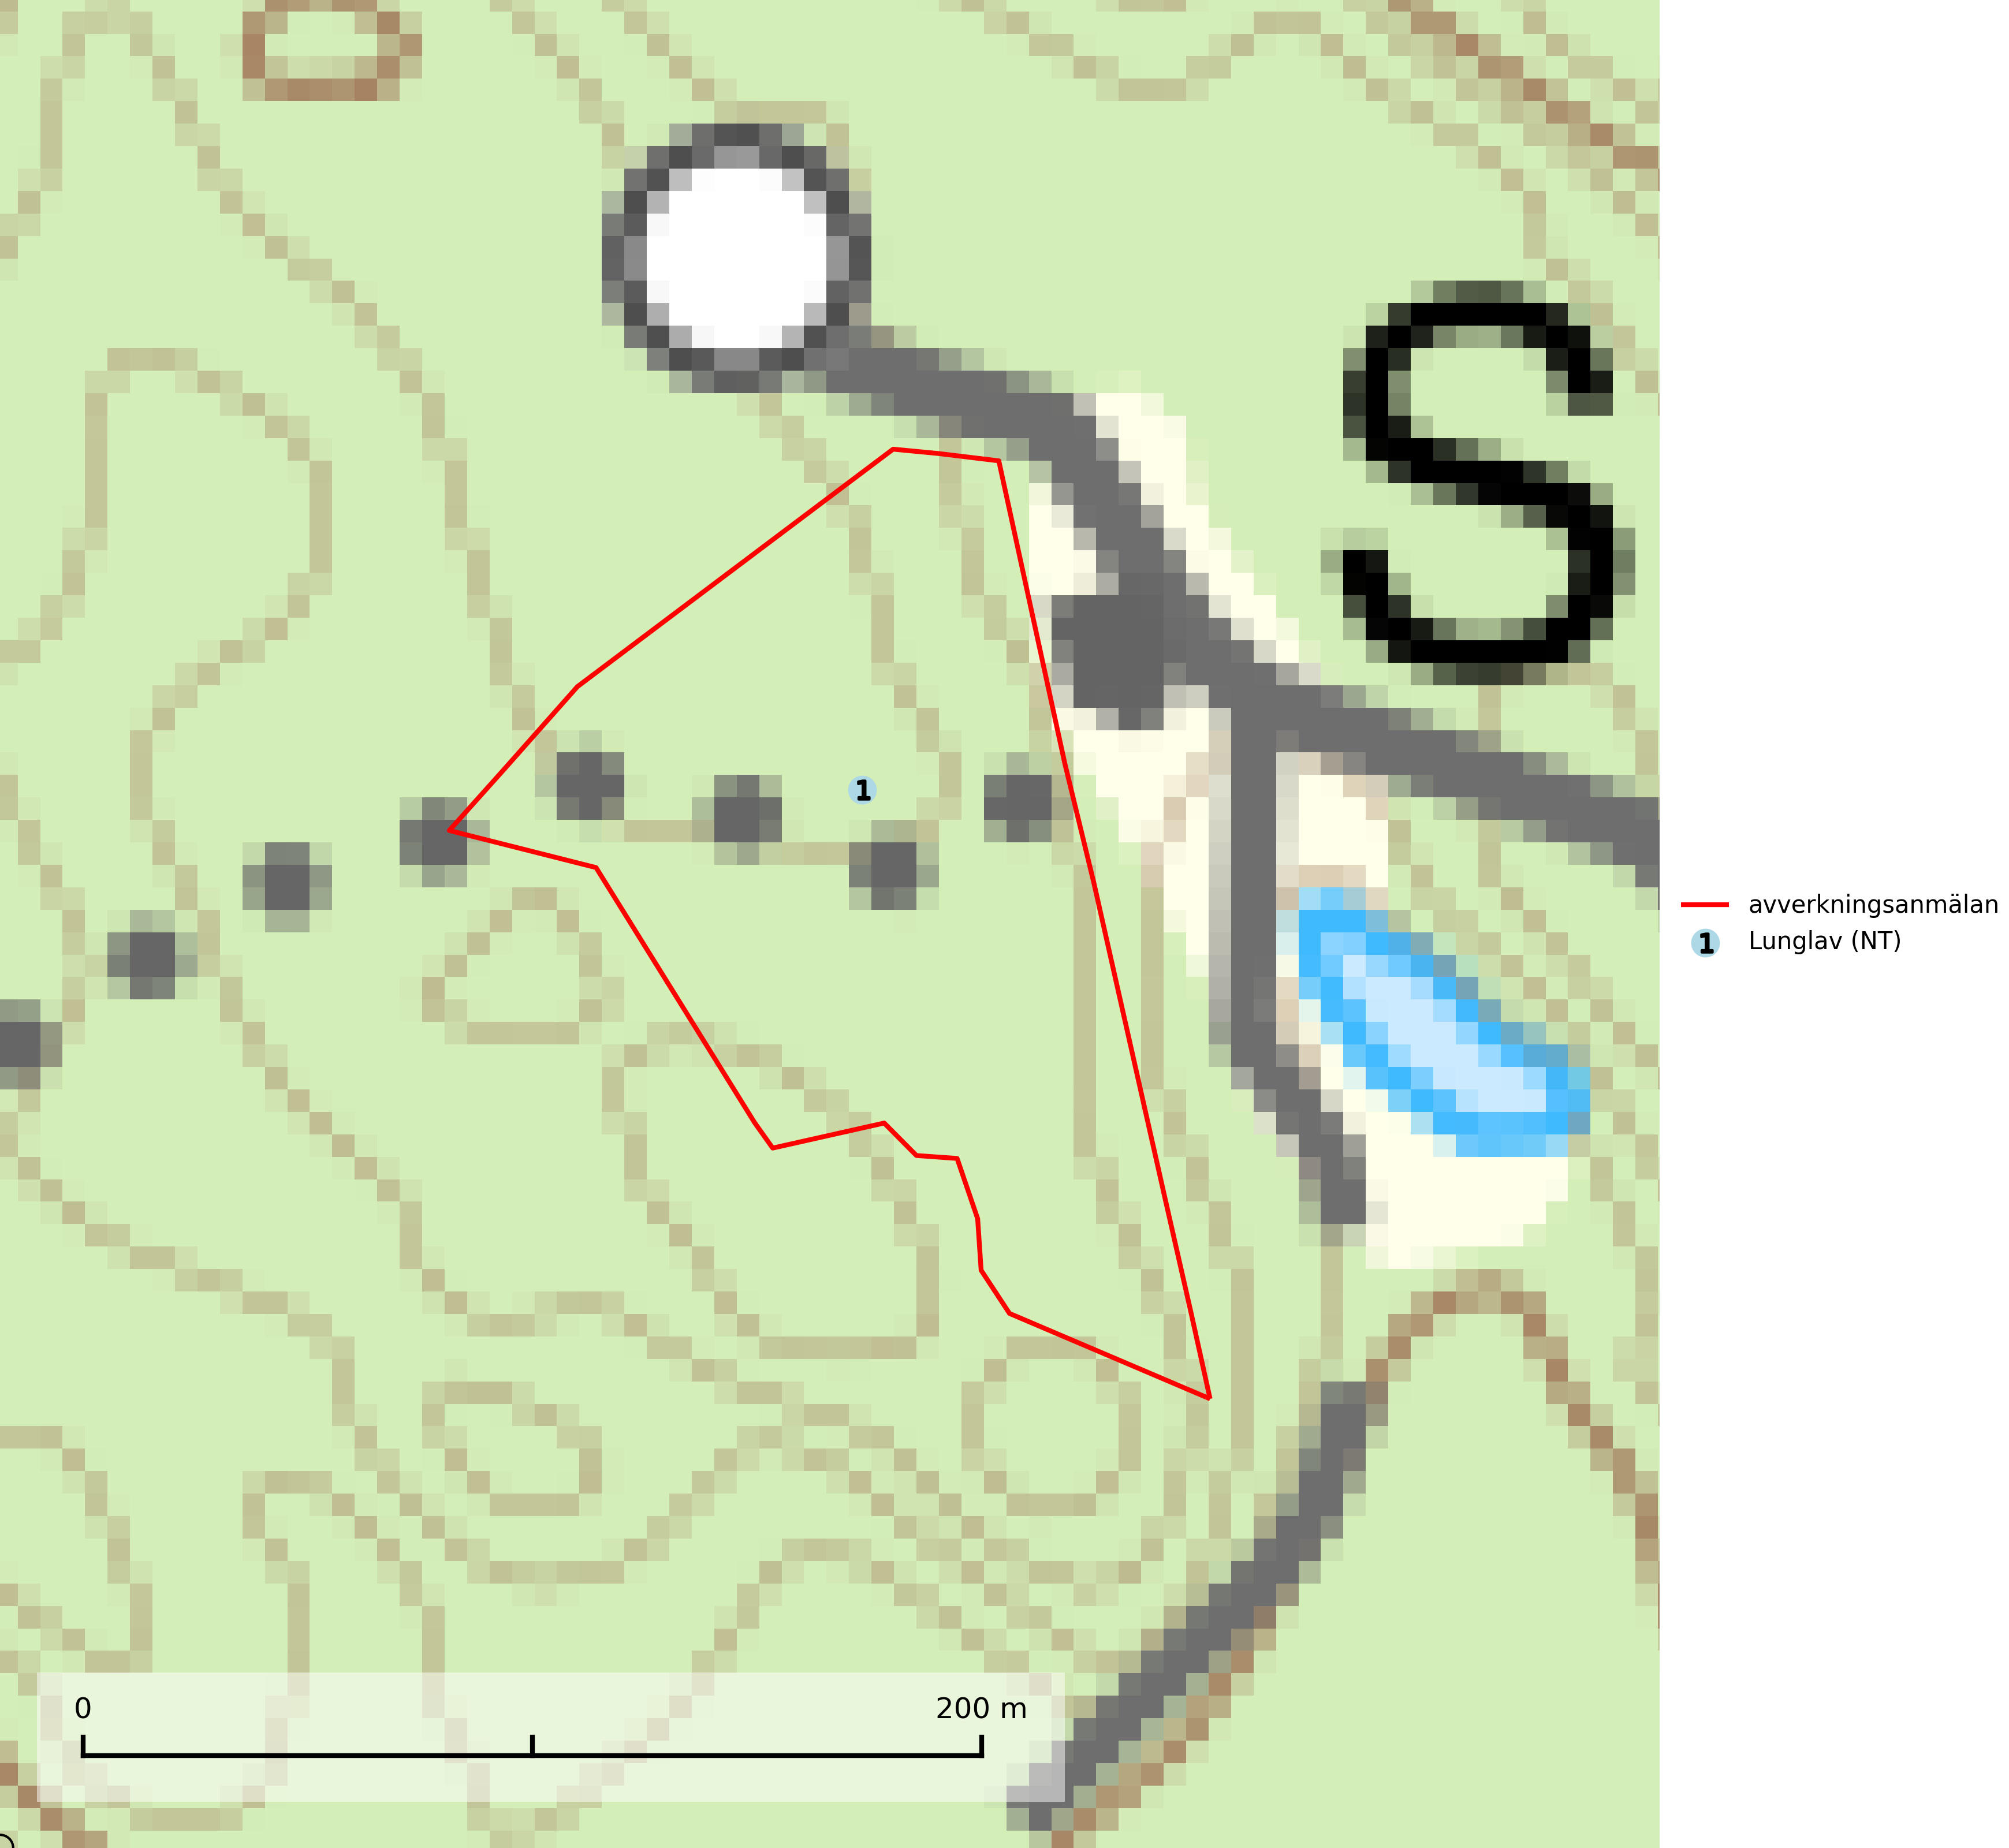 S
1
avverkningsanmälan
1 Lunglav (NT)
0 200 m